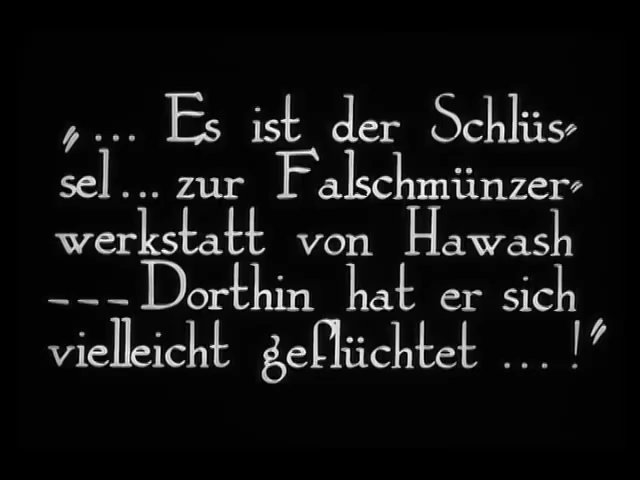 „... Es ist der Schlüs-
sel... zur Falschmünzer-
werkstatt von Hawash
--- Dorthin hat er sich
vielleicht geflüchtet ...!"